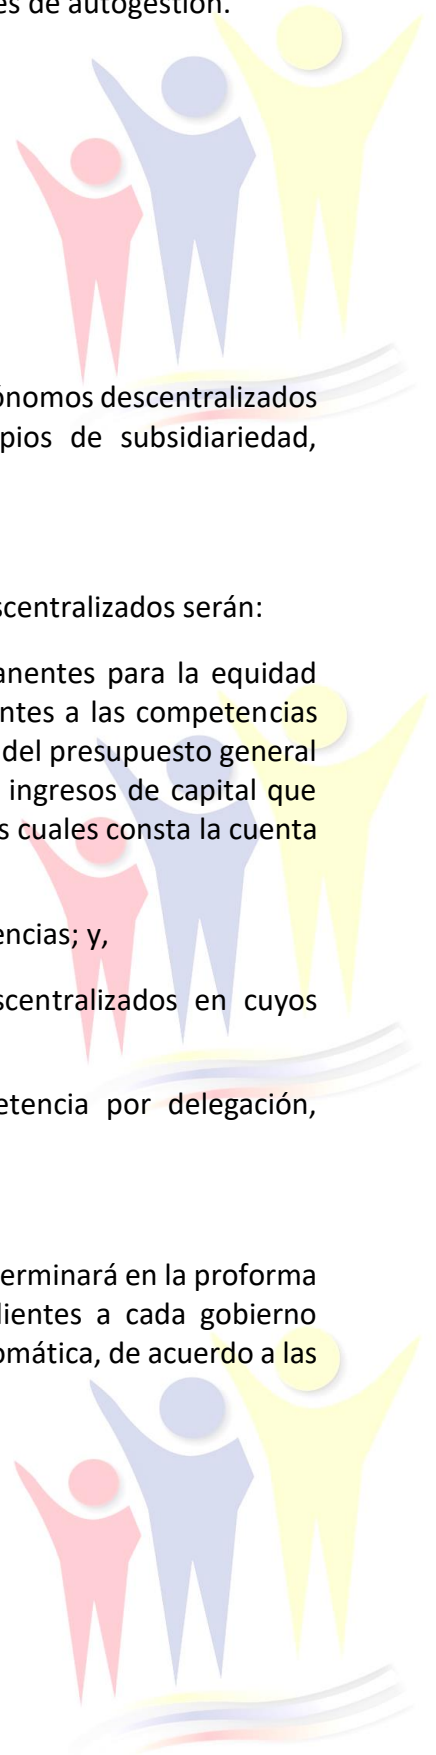 es de autogestión.
ónomos descentralizados
pios de subsidiariedad,
scentralizados serán:
anentes para la equidad
ntes a las competencias
del presupuesto general
ingresos de capital que
s cuales consta la cuenta
encias; y,
scentralizados en cuyos
etencia por delegación,
erminará en la proforma
dientes a cada gobierno
omática, de acuerdo a las